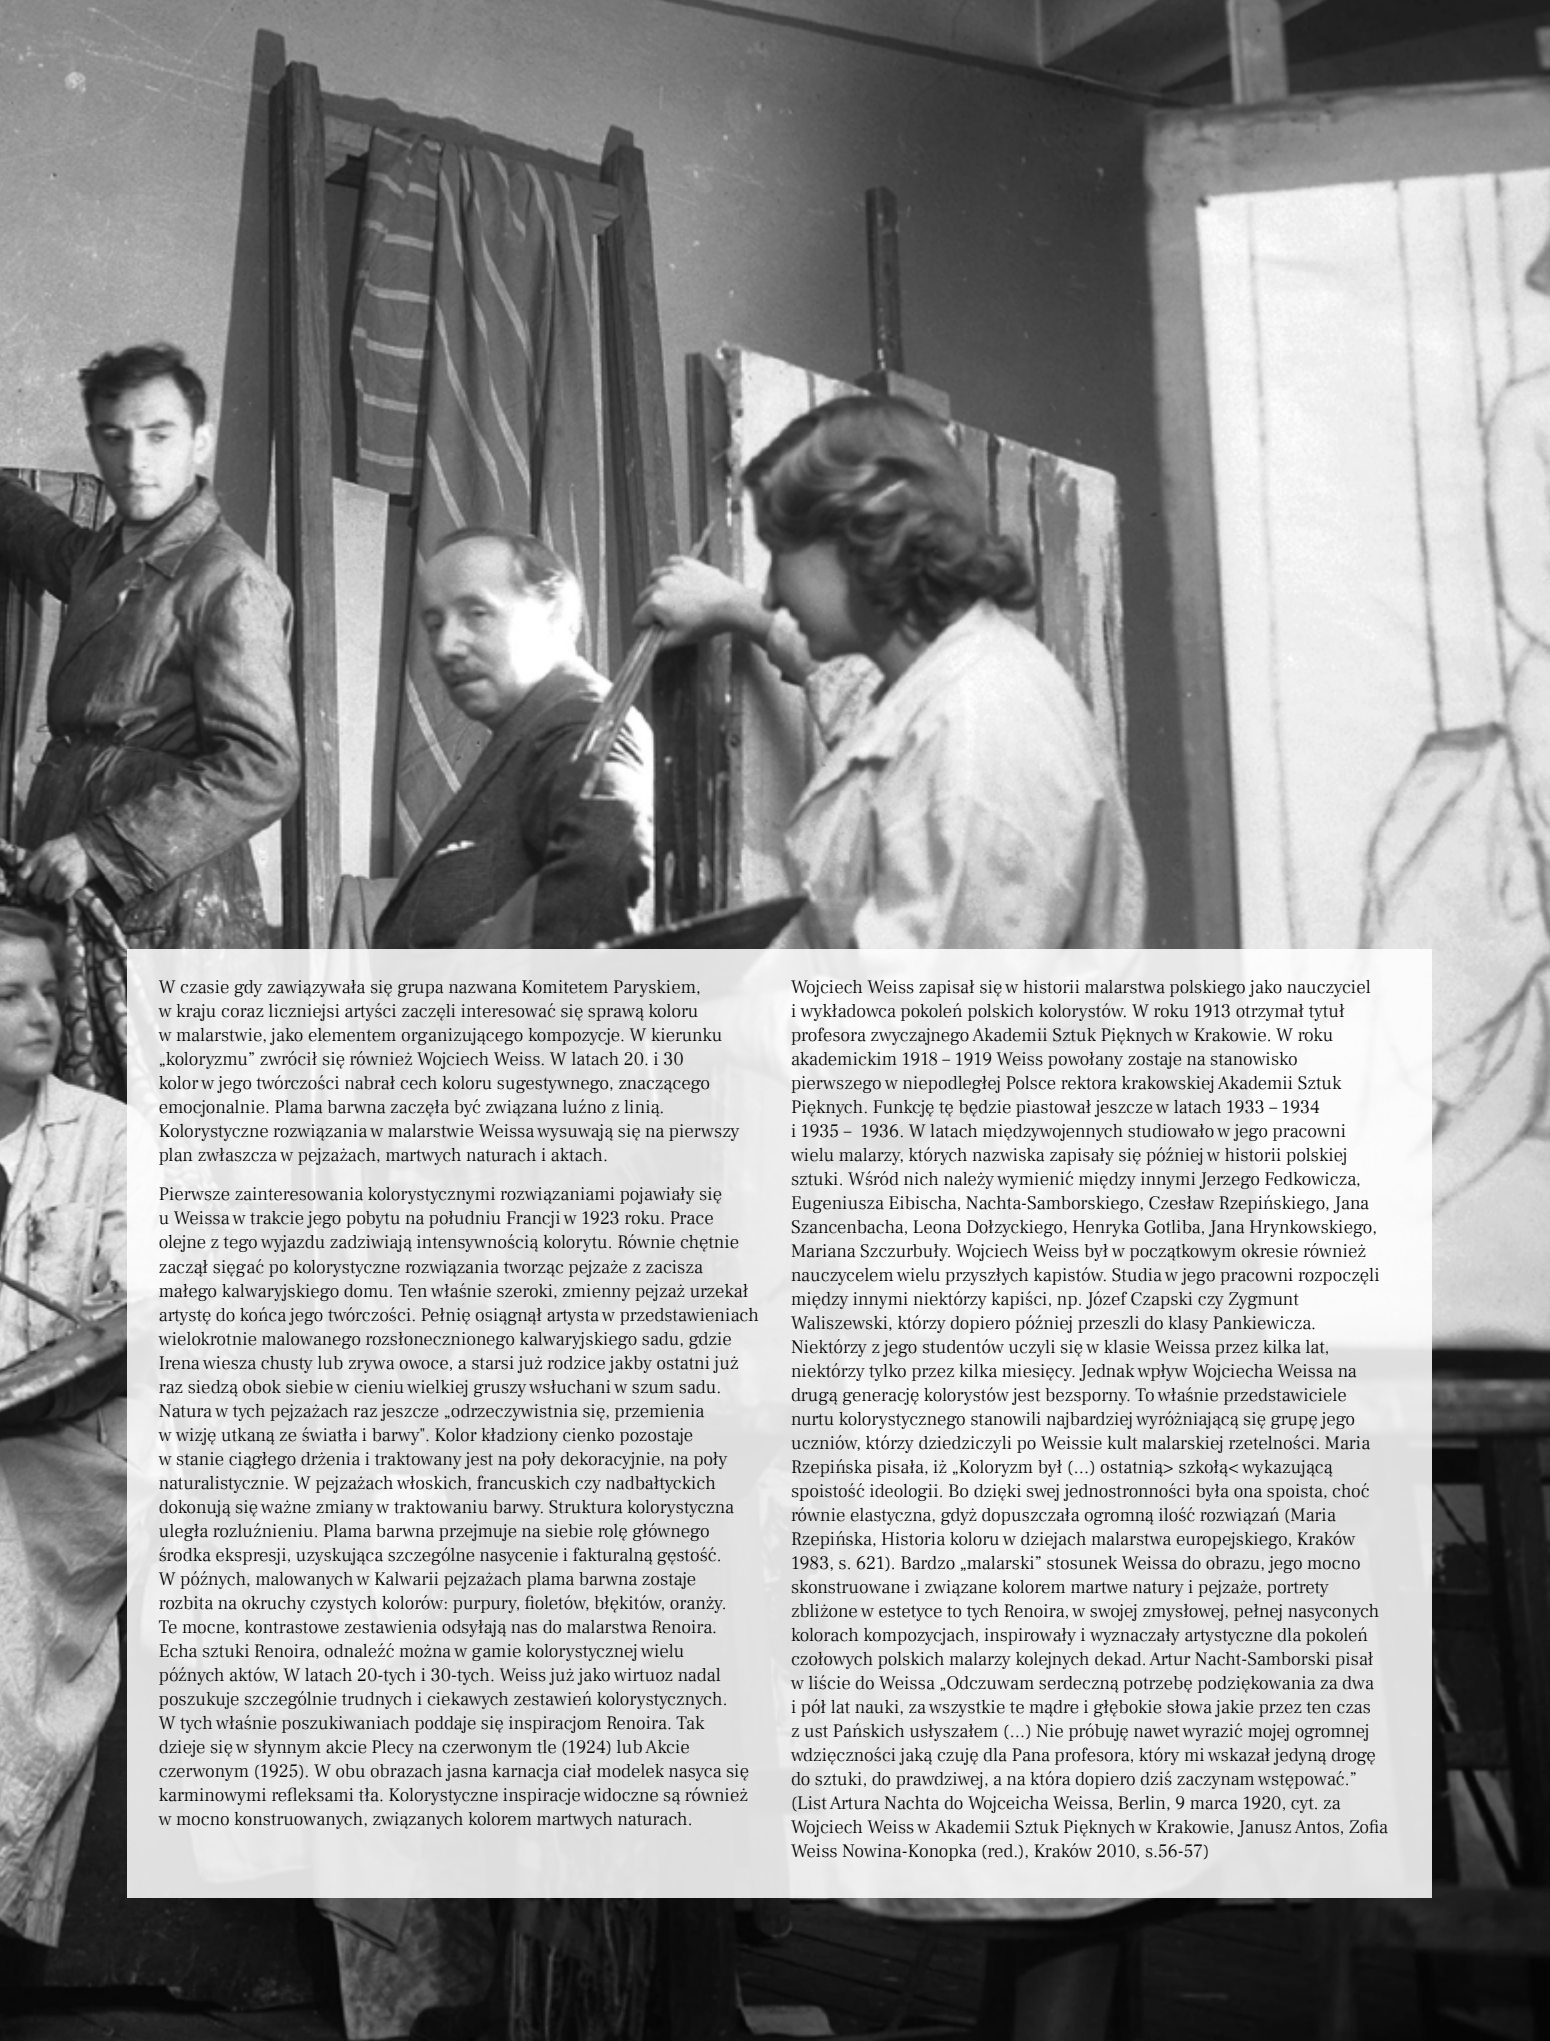 W czasie gdy zawiązywała się grupa nazwana Komitetem Paryskiem,
w kraju coraz liczniejsi artyści zaczęli interesować się sprawą koloru
w malarstwie, jako elementem organizującego kompozycje. W kierunku
„koloryzmu” zwrócił się również Wojciech Weiss. W latach 20. i 30
kolor w jego twórczości nabrał cech koloru sugestywnego, znaczącego
emocjonalnie. Plama barwna zaczęła być związana luźno z linią.
Kolorystyczne rozwiązania w malarstwie Weissa wysuwają się na pierwszy
plan zwłaszcza w pejzażach, martwych naturach i aktach.
Pierwsze zainteresowania kolorystycznymi rozwiązaniami pojawiały się
u Weissa w trakcie jego pobytu na południu Francji w 1923 roku. Prace
olejne z tego wyjazdu zadziwiają intensywnością kolorytu. Równie chętnie
zaczął sięgać po kolorystyczne rozwiązania tworząc pejzaże z zacisza
małego kalwaryjskiego domu. Ten właśnie szeroki, zmienny pejzaż urzekał
artystę do końca jego twórczości. Pełnię osiągnął artysta w przedstawieniach
wielokrotnie malowanego rozsłonecznionego kalwaryjskiego sadu, gdzie
Irena wiesza chusty lub zrywa owoce, a starsi już rodzice jakby ostatni już
raz siedzą obok siebie w cieniu wielkiej gruszy wsłuchani w szum sadu.
Natura w tych pejzażach raz jeszcze „odrzeczywistnia się, przemienia
w wizję utkaną ze światła i barwy". Kolor kładziony cienko pozostaje
w stanie ciągłego drżenia i traktowany jest na poły dekoracyjnie, na poły
naturalistycznie. W pejzażach włoskich, francuskich czy nadbałtyckich
dokonują się ważne zmiany w traktowaniu barwy. Struktura kolorystyczna
uległa rozluźnieniu. Plama barwna przejmuje na siebie rolę głównego
środka ekspresji, uzyskująca szczególne nasycenie i fakturalną gęstość.
W późnych, malowanych w Kalwarii pejzażach plama barwna zostaje
rozbita na okruchy czystych kolorów: purpury, fioletów, błękitów, oranży.
Te mocne, kontrastowe zestawienia odsyłają nas do malarstwa Renoira.
Echa sztuki Renoira, odnaleźć można w gamie kolorystycznej wielu
późnych aktów, W latach 20-tych i 30-tych. Weiss już jako wirtuoz nadal
poszukuje szczególnie trudnych i ciekawych zestawień kolorystycznych.
W tych właśnie poszukiwaniach poddaje się inspiracjom Renoira. Tak
dzieje się w słynnym akcie Plecy na czerwonym tle (1924) lub Akcie
czerwonym (1925). W obu obrazach jasna karnacja ciał modelek nasyca się
karminowymi refleksami tła. Kolorystyczne inspiracje widoczne są również
w mocno konstruowanych, związanych kolorem martwych naturach.
Wojciech Weiss zapisał się w historii malarstwa polskiego jako nauczyciel
i wykładowca pokoleń polskich kolorystów. W roku 1913 otrzymał tytuł
profesora zwyczajnego Akademii Sztuk Pięknych w Krakowie. W roku
akademickim 1918 – 1919 Weiss powołany zostaje na stanowisko
pierwszego w niepodległej Polsce rektora krakowskiej Akademii Sztuk
Pięknych. Funkcję tę będzie piastował jeszcze w latach 1933 – 1934
i 1935 – 1936. W latach międzywojennych studiowało w jego pracowni
wielu malarzy, których nazwiska zapisały się później w historii polskiej
sztuki. Wśród nich należy wymienić między innymi Jerzego Fedkowicza,
Eugeniusza Eibischa, Nachta-Samborskiego, Czesław Rzepińskiego, Jana
Szancenbacha, Leona Dołzyckiego, Henryka Gotliba, Jana Hrynkowskiego,
Mariana Szczurbuły. Wojciech Weiss był w początkowym okresie również
nauczycelem wielu przyszłych kapistów. Studia w jego pracowni rozpoczęli
między innymi niektórzy kapiści, np. Józef Czapski czy Zygmunt
Waliszewski, którzy dopiero później przeszli do klasy Pankiewicza.
Niektórzy z jego studentów uczyli się w klasie Weissa przez kilka lat,
niektórzy tylko przez kilka miesięcy. Jednak wpływ Wojciecha Weissa na
drugą generację kolorystów jest bezsporny. To właśnie przedstawiciele
nurtu kolorystycznego stanowili najbardziej wyróżniającą się grupę jego
uczniów, którzy dziedziczyli po Weissie kult malarskiej rzetelności. Maria
Rzepińska pisała, iż „Koloryzm był (...) ostatnią> szkołą< wykazującą
spoistość ideologii. Bo dzięki swej jednostronności była ona spoista, choć
równie elastyczna, gdyż dopuszczała ogromną ilość rozwiązań (Maria
Rzepińska, Historia koloru w dziejach malarstwa europejskiego, Kraków
1983, s. 621). Bardzo „malarski” stosunek Weissa do obrazu, jego mocno
skonstruowane i związane kolorem martwe natury i pejzaże, portrety
zbliżone w estetyce to tych Renoira, w swojej zmysłowej, pełnej nasyconych
kolorach kompozycjach, inspirowały i wyznaczały artystyczne dla pokoleń
czołowych polskich malarzy kolejnych dekad. Artur Nacht-Samborski pisał
w liście do Weissa „Odczuwam serdeczną potrzebę podziękowania za dwa
i pół lat nauki, za wszystkie te mądre i głębokie słowa jakie przez ten czas
z ust Pańskich usłyszałem (...) Nie próbuję nawet wyrazić mojej ogromnej
wdzięczności jaką czuję dla Pana profesora, który mi wskazał jedyną drogę
do sztuki, do prawdziwej, a na która dopiero dziś zaczynam wstępować.”
(List Artura Nachta do Wojceicha Weissa, Berlin, 9 marca 1920, cyt. za
Wojciech Weiss w Akademii Sztuk Pięknych w Krakowie, Janusz Antos, Zofia
Weiss Nowina-Konopka (red.), Kraków 2010, s.56-57)